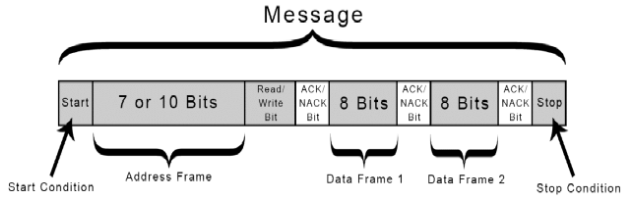 Message
Start
7 or 10 Bits
Read/
Write
Bit
ACK/
NACK
Bit
8 Bits
ACK/
NACK
Bit
8 Bits
ACK/
NACK
Bit
Stop
Start Condition
Address Frame
Data Frame 1
Data Frame 2
Stop Condition